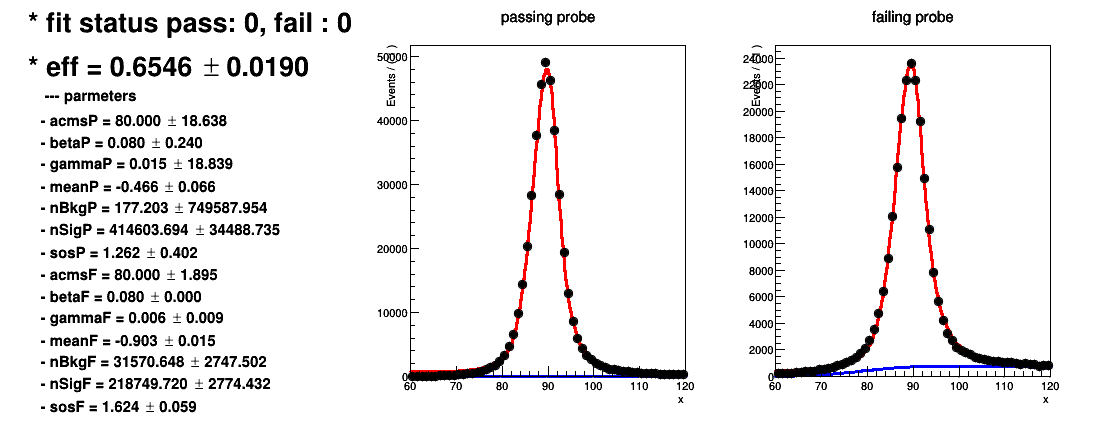 * fit status pass: 0, fail : 0
* eff = 0.6546 ± 0.0190
--- parmeters
- acmsP = 80.000 ± 18.638
- betaP = 0.080 ± 0.240
- gammaP = 0.015 ± 18.839
- meanP = -0.466 ± 0.066
- nBkgP = 177.203 ± 749587.954
- nSigP = 414603.694 ± 34488.735
- sosP = 1.262 ± 0.402
- acmsF = 80.000 ± 1.895
- betaF = 0.080 ± 0.000
- gammaF = 0.006 ± 0.009
- meanF = -0.903 ± 0.015
- nBkgF = 31570.648 ± 2747.502
- nSigF = 218749.720 ± 2774.432
- sosF = 1.624 ± 0.059
passing probe
Events / (
50000
40000
30000
20000
10000
0
60 70 80 90 100 110 120
x
failing probe
Events / (
24000
22000
20000
18000
16000
14000
12000
10000
8000
6000
4000
2000
0
60 70 80 90 100 110 120
x